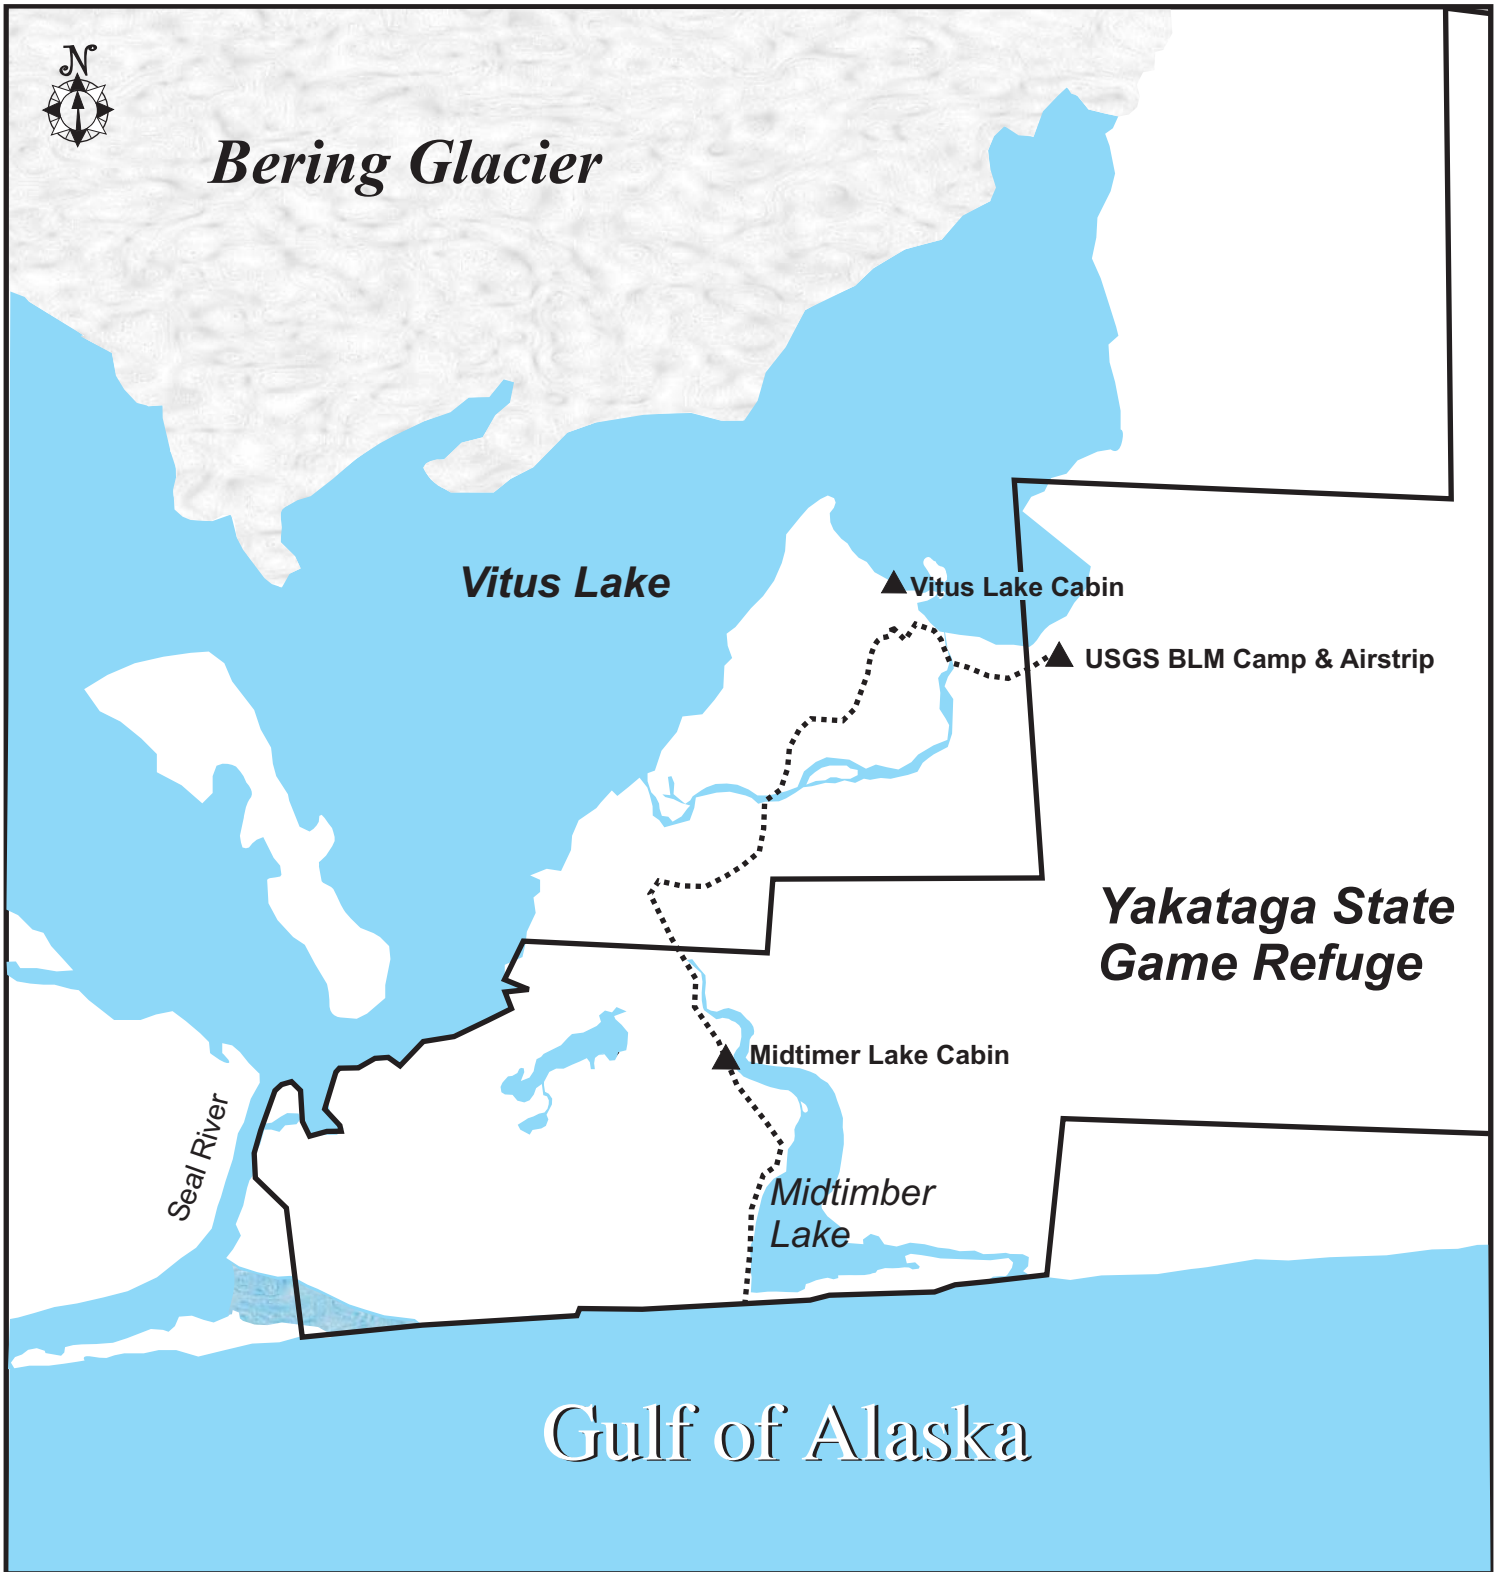 N
Bering Glacier
Vitus Lake
Vitus Lake Cabin
USGS BLM Camp & Airstrip
Yakataga State
Game Refuge
Midtimer Lake Cabin
Seal River
Midtimber
Lake
Gulf of Alaska